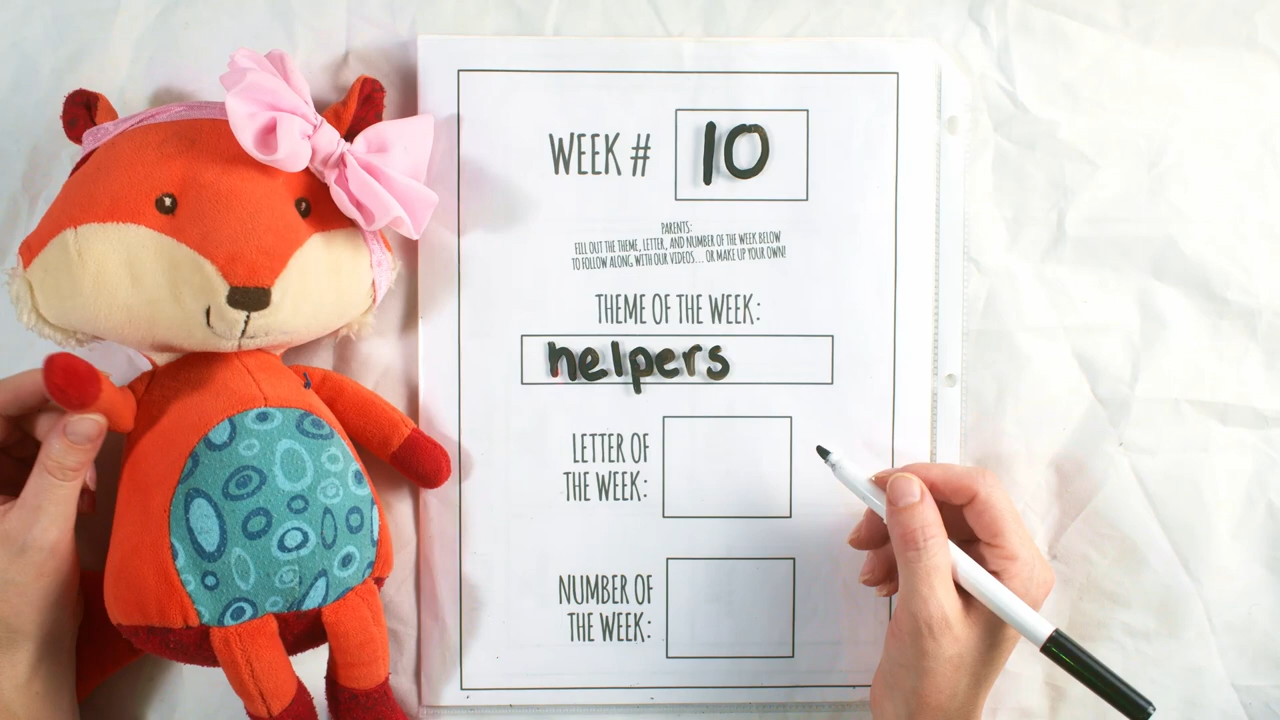 WEEK # 10
PARENTS:
FILL OUT THE THEME, LETTER, AND NUMBER OF THE WEEK BELOW
TO FOLLOW ALONG WITH OUR VIDEOS... OR MAKE UP YOUR OWN!
THEME OF THE WEEK:
helpers
LETTER OF
THE WEEK:
NUMBER OF
THE WEEK: